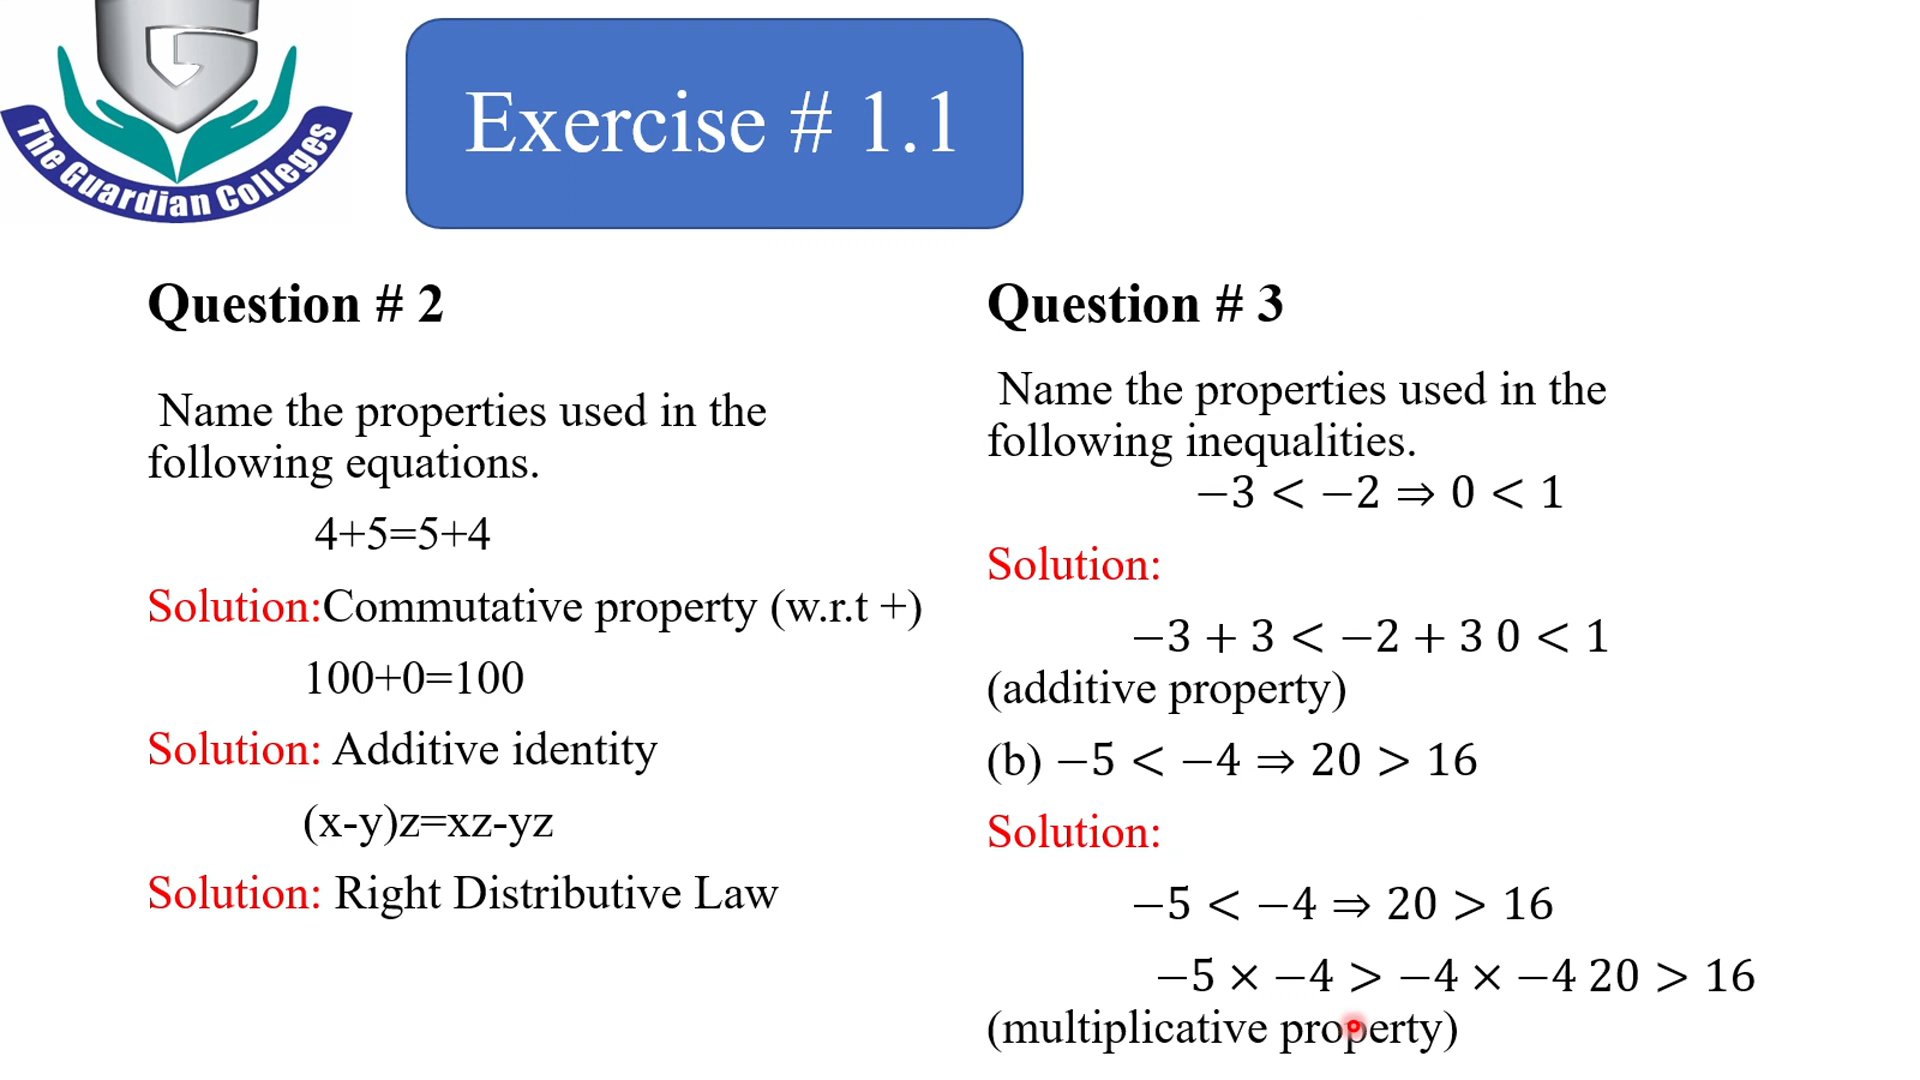 The Guardian Colleges
Exercise # 1.1
Question # 2
Name the properties used in the
following equations.
4+5=5+4
Solution:Commutative property (w.r.t +)
100+0=100
Solution: Additive identity
(x-y)z=xz-yz
Solution: Right Distributive Law
Question # 3
Name the properties used in the
following inequalities.
−3 < −2 ⇒ 0 < 1
Solution:
−3 + 3 < −2 + 3 0 < 1
(additive property)
(b) −5 < −4 ⇒ 20 > 16
Solution:
−5 < −4 ⇒ 20 > 16
−5 × −4 > −4 × −4 20 > 16
(multiplicative property)